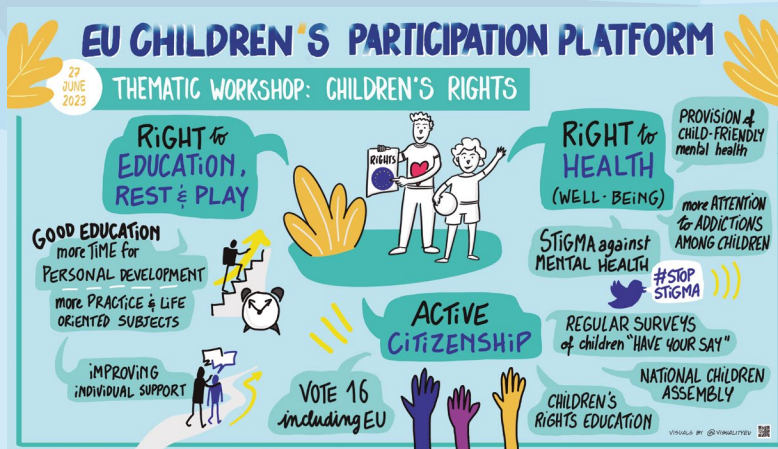 EU CHILDREN'S PARTICIPATION PLATFORM
27
JUNE
2023
THEMATIC WORKSHOP: CHILDREN'S RIGHTS
RIGHT to
EDUCATION,
REST & PLAY
RIGHTS
RIGHT to
HEALTH
(WELL-BEING)
PROVISION of
CHILD-FRIENDLY
mental health
more ATTENTION
to ADDICTIONS
AMONG CHILDREN
STIGMA against
MENTAL HEALTH
#STOP
STIGMA
GOOD EDUCATION
more TIME for
PERSONAL DEVELOPMENT
more PRACTICE & LIFE
ORIENTED SUBJECTS
IMPROVING
INDIVIDUAL SUPPORT
ACTIVE
CITIZENSHIP
VOTE 16
including EU
REGULAR SURVEYS
of children "HAVE YOUR SAY"
NATIONAL CHILDREN
ASSEMBLY
CHILDREN'S
RIGHTS EDUCATION
VISUALS BY @VISUALITYEU